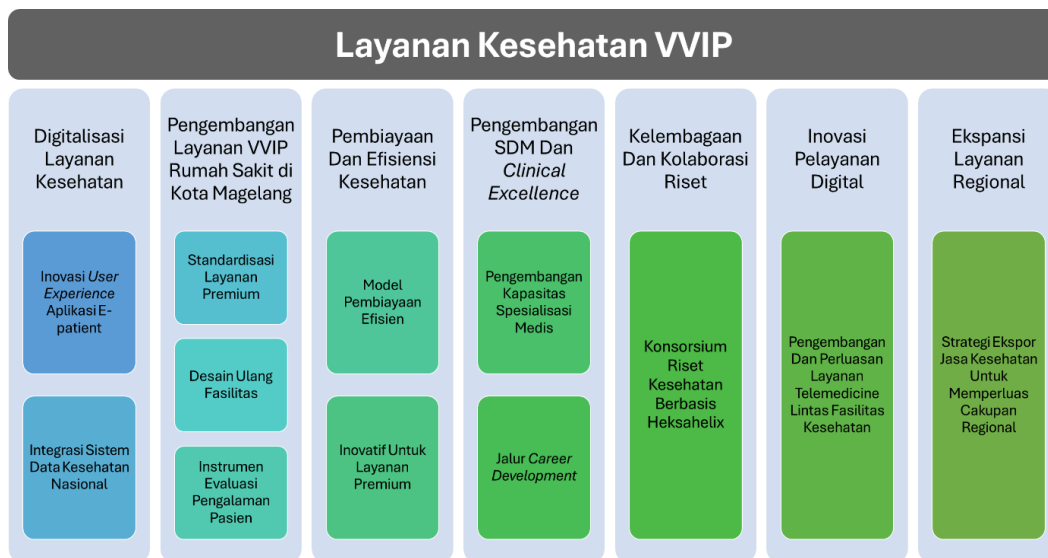 Layanan Kesehatan VVIP
Digitalisasi
Layanan
Kesehatan
Inovasi User
Experience
Aplikasi E-
patient
Integrasi Sistem
Data Kesehatan
Nasional
Pengembangan
Layanan VVIP
Rumah Sakit di
Kota Magelang
Standardisasi
Layanan
Premium
Desain Ulang
Fasilitas
Instrumen
Evaluasi
Pengalaman
Pasien
Pembiayaan
Dan Efisiensi
Kesehatan
Model
Pembiayaan
Efisien
Inovatif Untuk
Layanan
Premium
Pengembangan
SDM Dan
Clinical
Excellence
Pengembangan
Kapasitas
Spesialisasi
Medis
Jalur Career
Development
Kelembagaan
Dan Kolaborasi
Riset
Konsorsium
Riset
Kesehatan
Berbasis
Heksahelix
Inovasi
Pelayanan
Digital
Pengembangan
Dan Perluasan
Layanan
Telemedicine
Lintas Fasilitas
Kesehatan
Ekspansi
Layanan
Regional
Strategi Ekspor
Jasa Kesehatan
Untuk
Memperluas
Cakupan
Regional